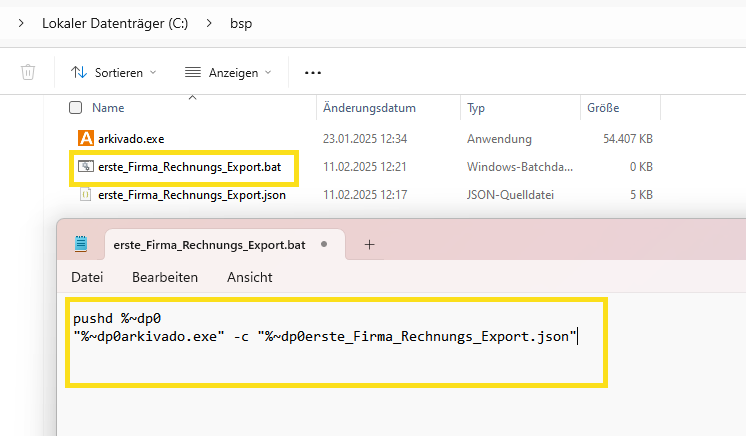 Lokaler Datenträger (C:) bsp
Sortieren Anzeigen
Name Änderungsdatum Typ Größe
arkivado.exe 23.01.2025 12:34 Anwendung 54.407 KB
erste_Firma_Rechnungs_Export.bat 11.02.2025 12:21 Windows-Batchda... 0 KB
erste_Firma_Rechnungs_Export.json 11.02.2025 12:17 JSON-Quelldatei 5 KB
erste_Firma_Rechnungs_Export.bat
Datei Bearbeiten Ansicht
pushd %~dp0
"%~dp0arkivado.exe" -c "%~dp0erste_Firma_Rechnungs_Export.json"